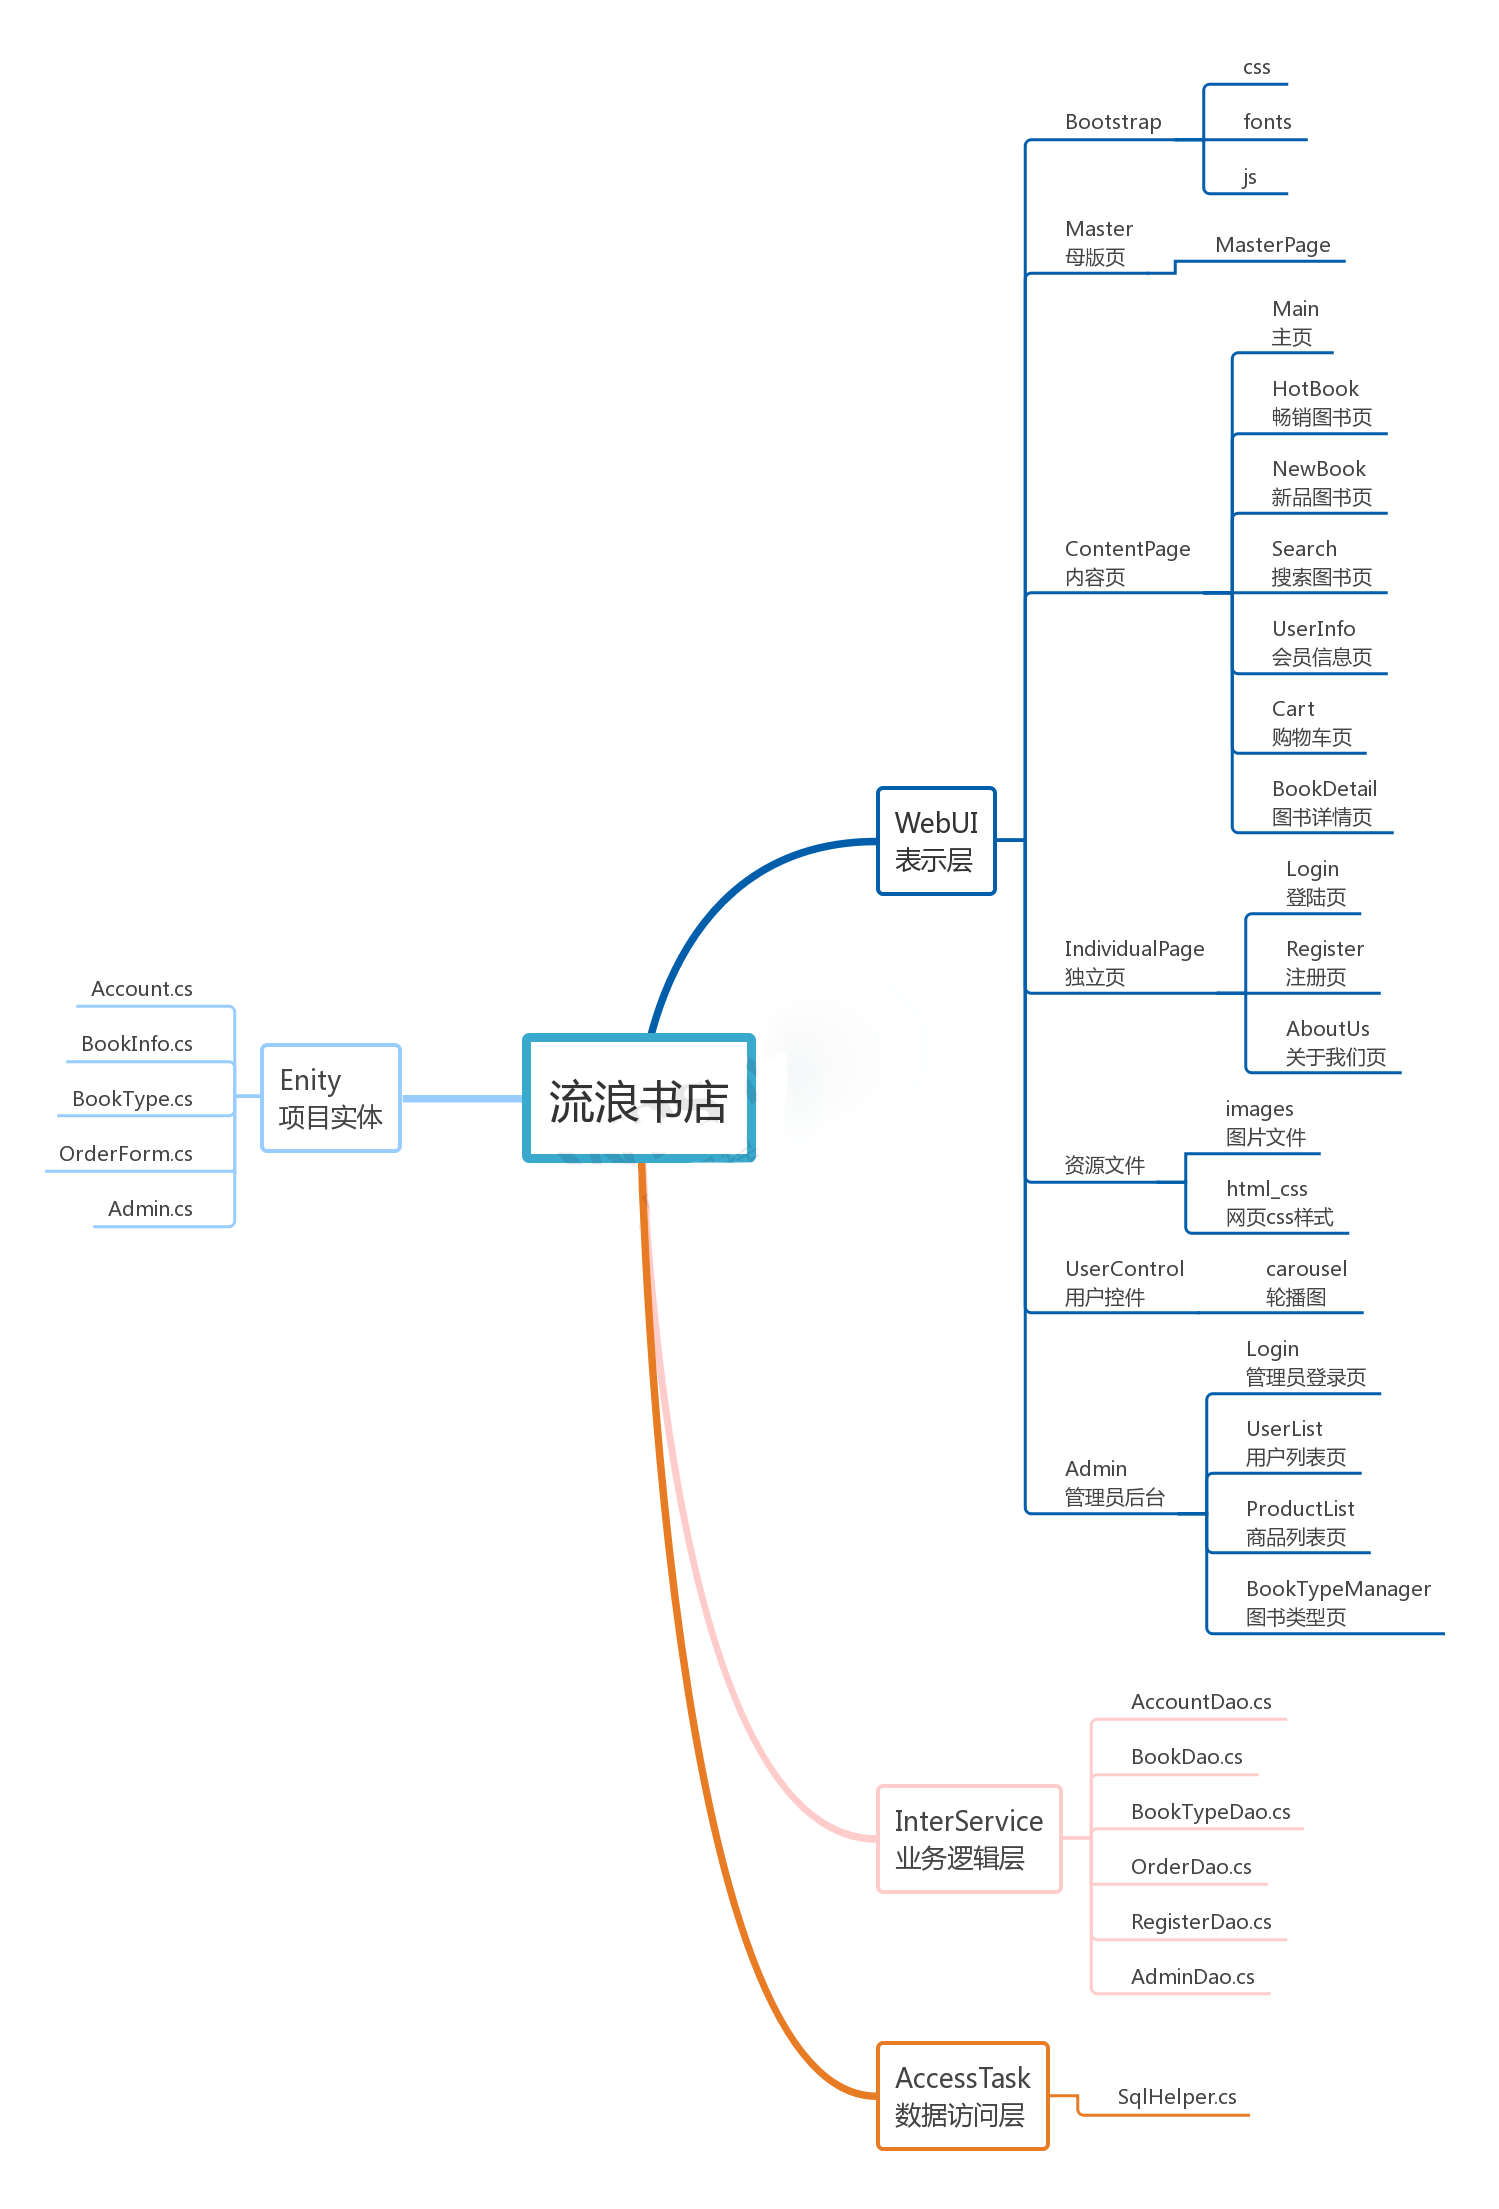 流浪书店
WebUI
表示层
Bootstrap
css
fonts
js
Master
母版页
MasterPage
ContentPage
内容页
Main
主页
HotBook
畅销图书页
NewBook
新品图书页
Search
搜索图书页
UserInfo
会员信息页
Cart
购物车页
BookDetail
图书详情页
IndividualPage
独立页
Login
登陆页
Register
注册页
AboutUs
关于我们页
资源文件
images
图片文件
html_css
网页css样式
UserControl
用户控件
carousel
轮播图
Admin
管理员后台
Login
管理员登录页
UserList
用户列表页
ProductList
商品列表页
BookTypeManager
图书类型页
InterService
业务逻辑层
AccountDao.cs
BookDao.cs
BookTypeDao.cs
OrderDao.cs
RegisterDao.cs
AdminDao.cs
AccessTask
数据访问层
SqlHelper.cs
Enity
项目实体
Account.cs
BookInfo.cs
BookType.cs
OrderForm.cs
Admin.cs